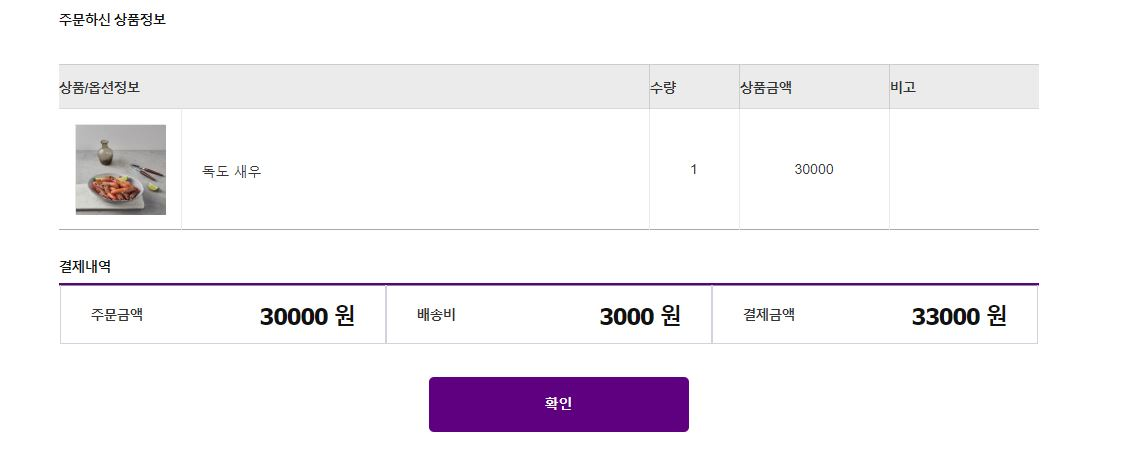 주문하신 상품정보
상품/옵션정보 수량 상품금액 비고
독도 새우 1 30000
결제내역
주문금액 30000 원 배송비 3000 원 결제금액 33000 원
확인